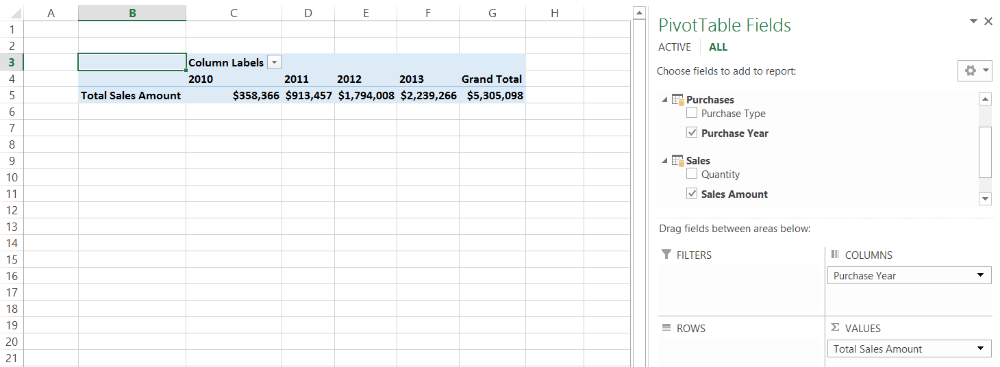 A B C D E F G H
1
2
3 Column Labels
4 2010 2011 2012 2013 Grand Total
5 Total Sales Amount $358,366 $913,457 $1,794,008 $2,239,266 $5,305,098
6
7
8
9
10
11
12
13
14
15
16
17
18
19
20
21
PivotTable Fields
ACTIVE ALL
Choose fields to add to report:
Purchases
Purchase Type
Purchase Year
Sales
Quantity
Sales Amount
Drag fields between areas below:
FILTERS
COLUMNS
Purchase Year
ROWS
Σ VALUES
Total Sales Amount